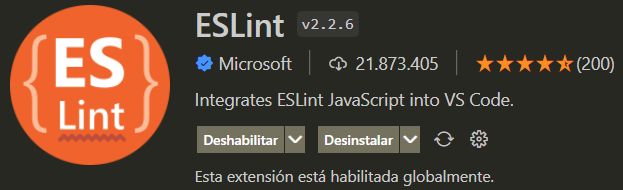 {ES
Lint}
ESLint v2.2.6
Microsoft 21.873.405 (200)
Integrates ESLint JavaScript into VS Code.
Deshabilitar Desinstalar
Esta extensión está habilitada globalmente.